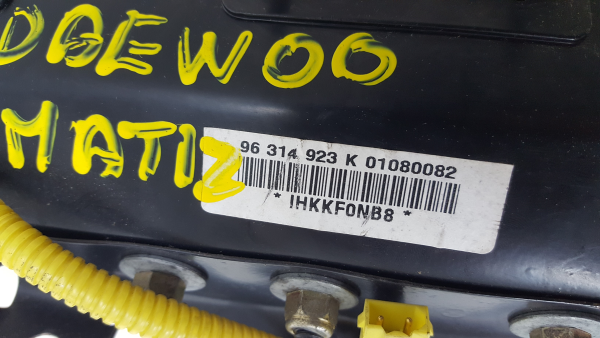 DAEWOO
MATIZ
96 314 923 K 01080082
* IHKKF0NB8 *